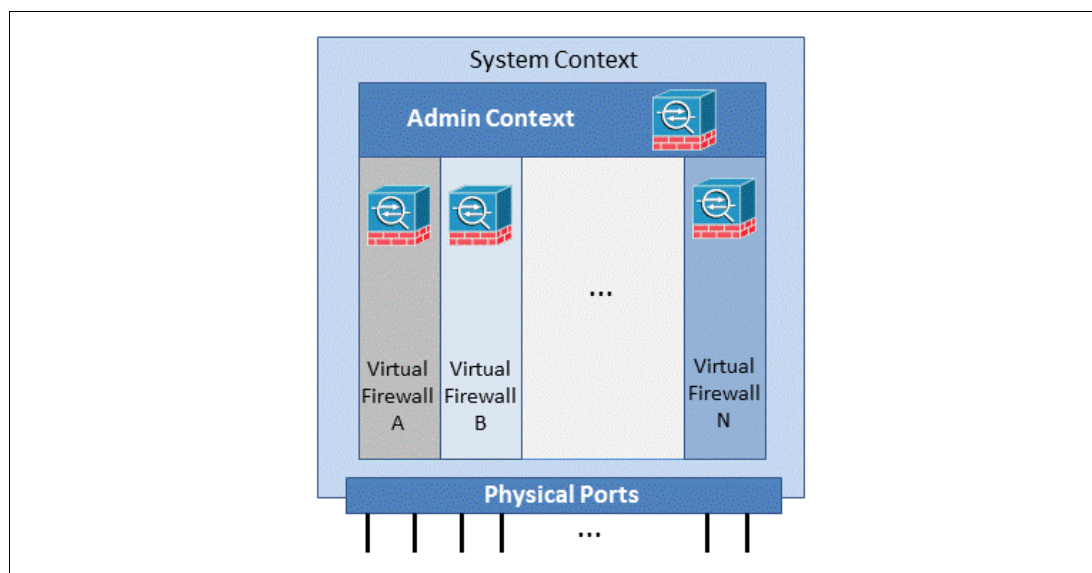 System Context
Admin Context
Virtual
Firewall
A
Virtual
Firewall
B
...
Virtual
Firewall
N
Physical Ports
...